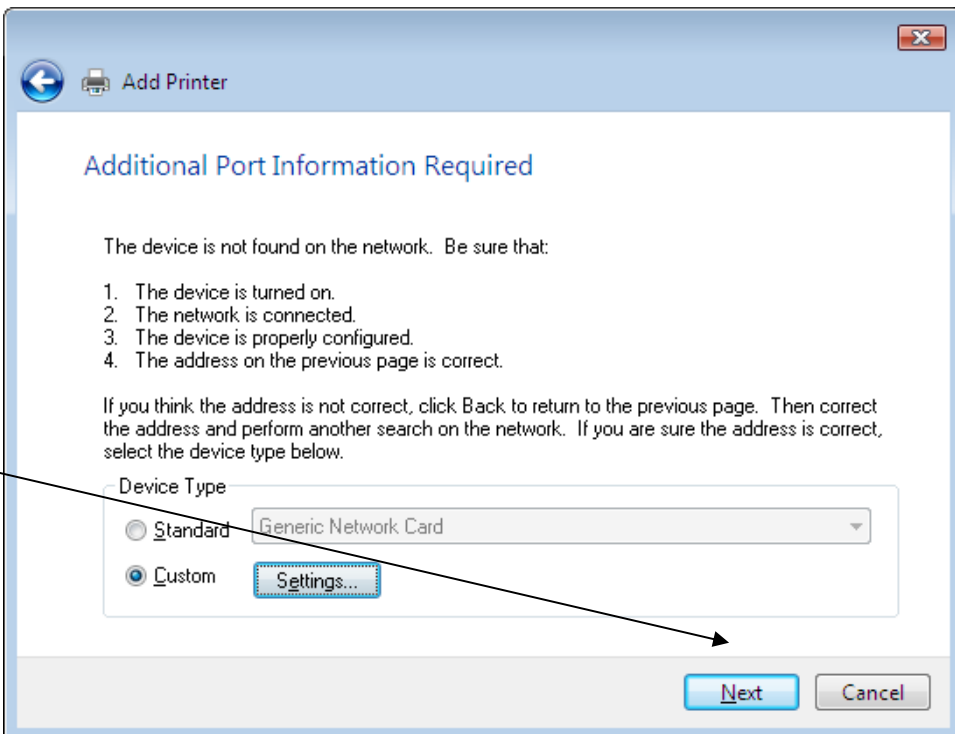 Add Printer
Additional Port Information Required
The device is not found on the network.  Be sure that:
1.  The device is turned on.
2.  The network is connected.
3.  The device is properly configured.
4.  The address on the previous page is correct.
If you think the address is not correct, click Back to return to the previous page.  Then correct
the address and perform another search on the network.  If you are sure the address is correct,
select the device type below.
Device Type
Standard Generic Network Card
Custom Settings...
Next Cancel